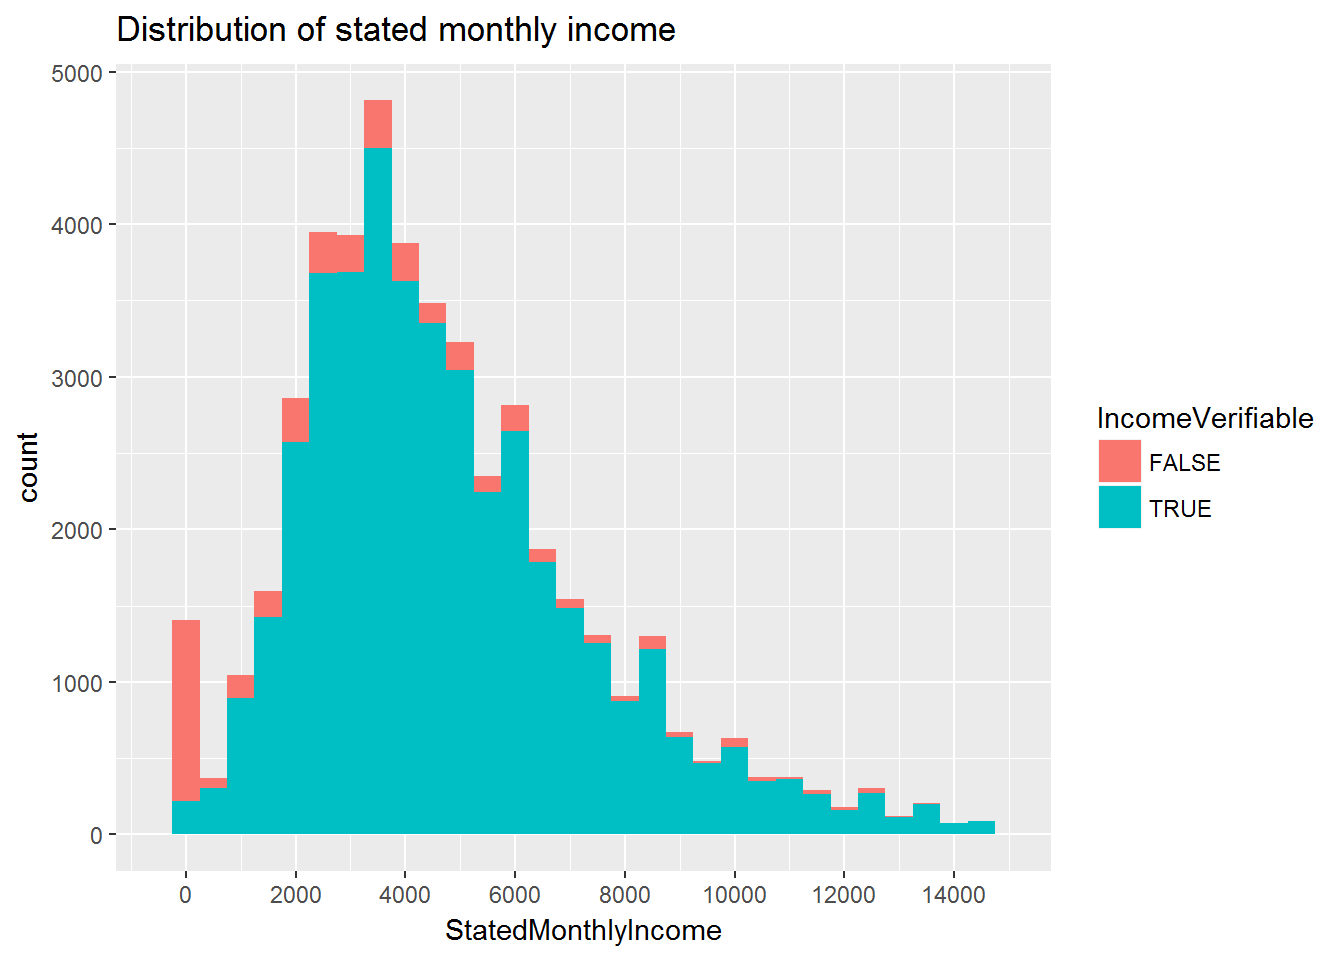 Distribution of stated monthly income
5000
4000
3000
2000
1000
0
count
0 2000 4000 6000 8000 10000 12000 14000
StatedMonthlyIncome
IncomeVerifiable
FALSE
TRUE